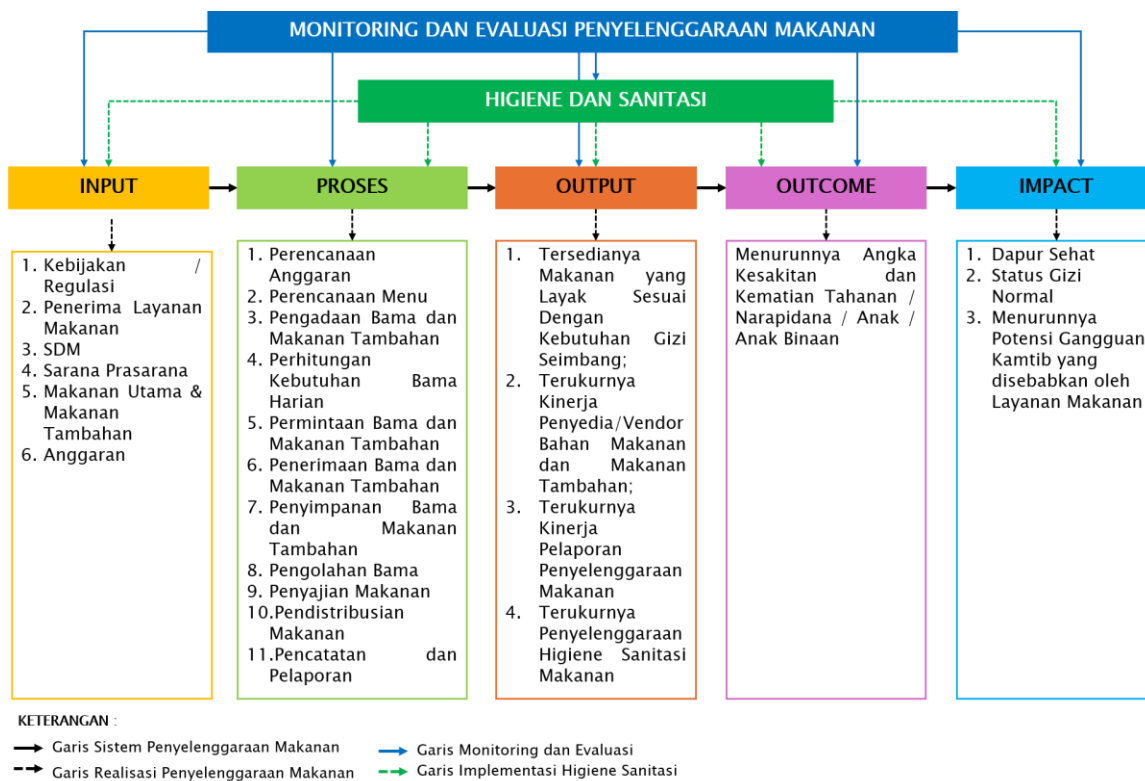 MONITORING DAN EVALUASI PENYELENGGARAAN MAKANAN
HIGIENE DAN SANITASI
INPUT
PROSES
OUTPUT
OUTCOME
IMPACT
1. Kebijakan /
Regulasi
2. Penerima Layanan
Makanan
3. SDM
4. Sarana Prasarana
5. Makanan Utama &
Makanan
Tambahan
6. Anggaran
1. Perencanaan
Anggaran
2. Perencanaan Menu
3. Pengadaan Bama dan
Makanan Tambahan
4. Perhitungan
Kebutuhan Bama
Harian
5. Permintaan Bama dan
Makanan Tambahan
6. Penerimaan Bama dan
Makanan Tambahan
7. Penyimpanan Bama
dan Makanan
Tambahan
8. Pengolahan Bama
9. Penyajian Makanan
10.Pendistribusian
Makanan
11.Pencatatan dan
Pelaporan
1. Tersedianya
Makanan yang
Layak Sesuai
Dengan
Kebutuhan Gizi
Seimbang;
2. Terukurnya
Kinerja
Penyedia/Vendor
Bahan Makanan
dan Makanan
Tambahan;
3. Terukurnya
Kinerja
Pelaporan
Penyelenggaraan
Makanan
4. Terukurnya
Penyelenggaraan
Higiene Sanitasi
Makanan
Menurunnya Angka
Kesakitan dan
Kematian Tahanan /
Narapidana / Anak /
Anak Binaan
1. Dapur Sehat
2. Status Gizi
Normal
3. Menurunnya
Potensi Gangguan
Kamtib yang
disebabkan oleh
Layanan Makanan
KETERANGAN :
Garis Sistem Penyelenggaraan Makanan
Garis Monitoring dan Evaluasi
Garis Realisasi Penyelenggaraan Makanan
Garis Implementasi Higiene Sanitasi